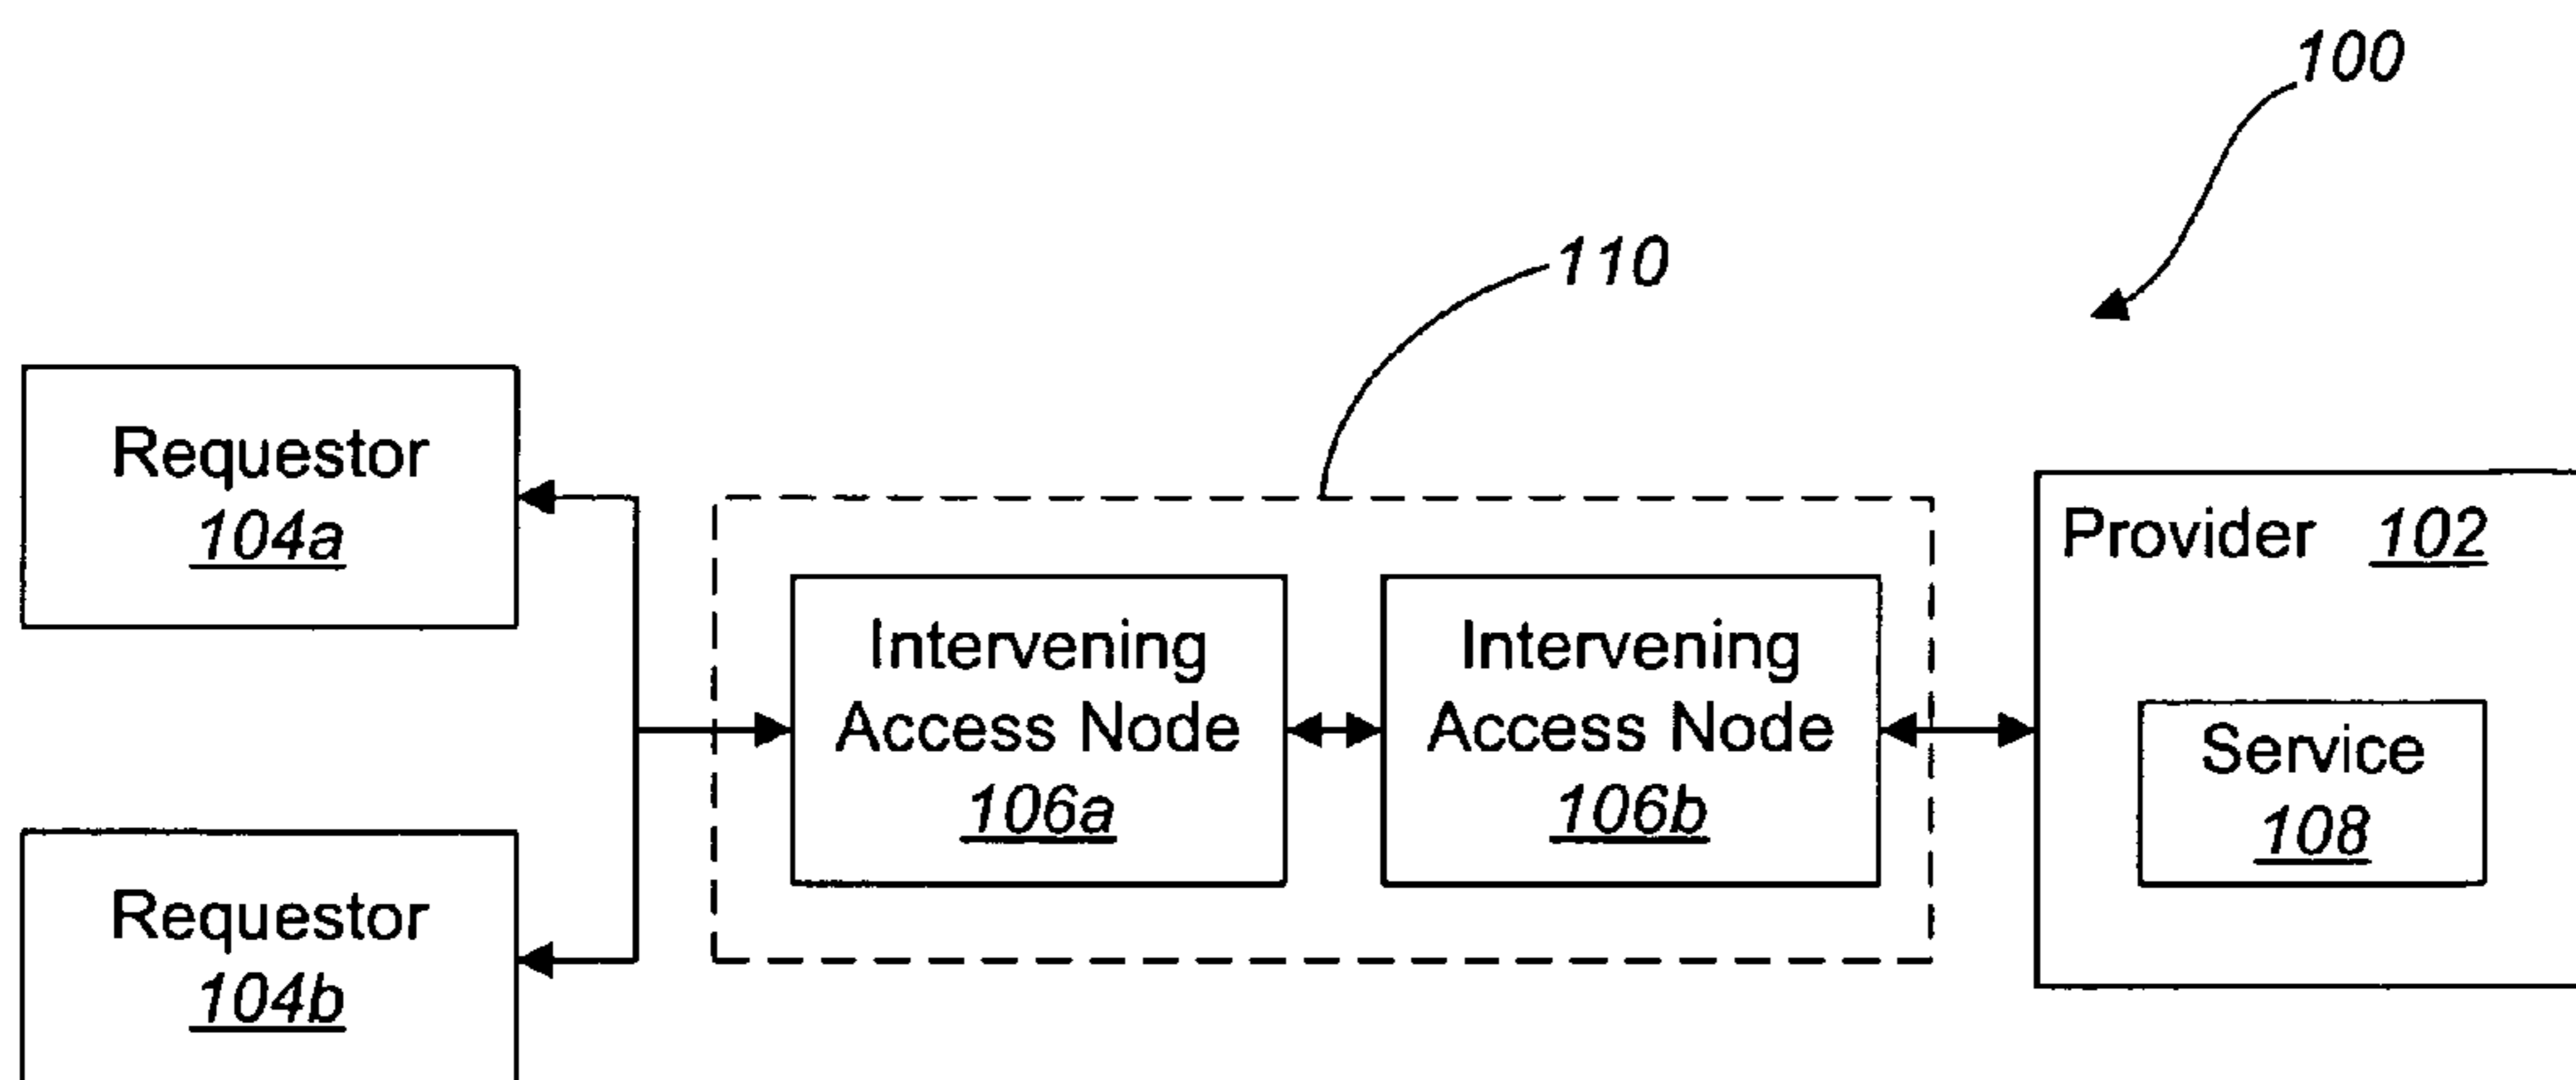 100
110
Requestor
104a
Intervening
Access Node
106a
Intervening
Access Node
106b
Provider 102
Service
108
Requestor
104b